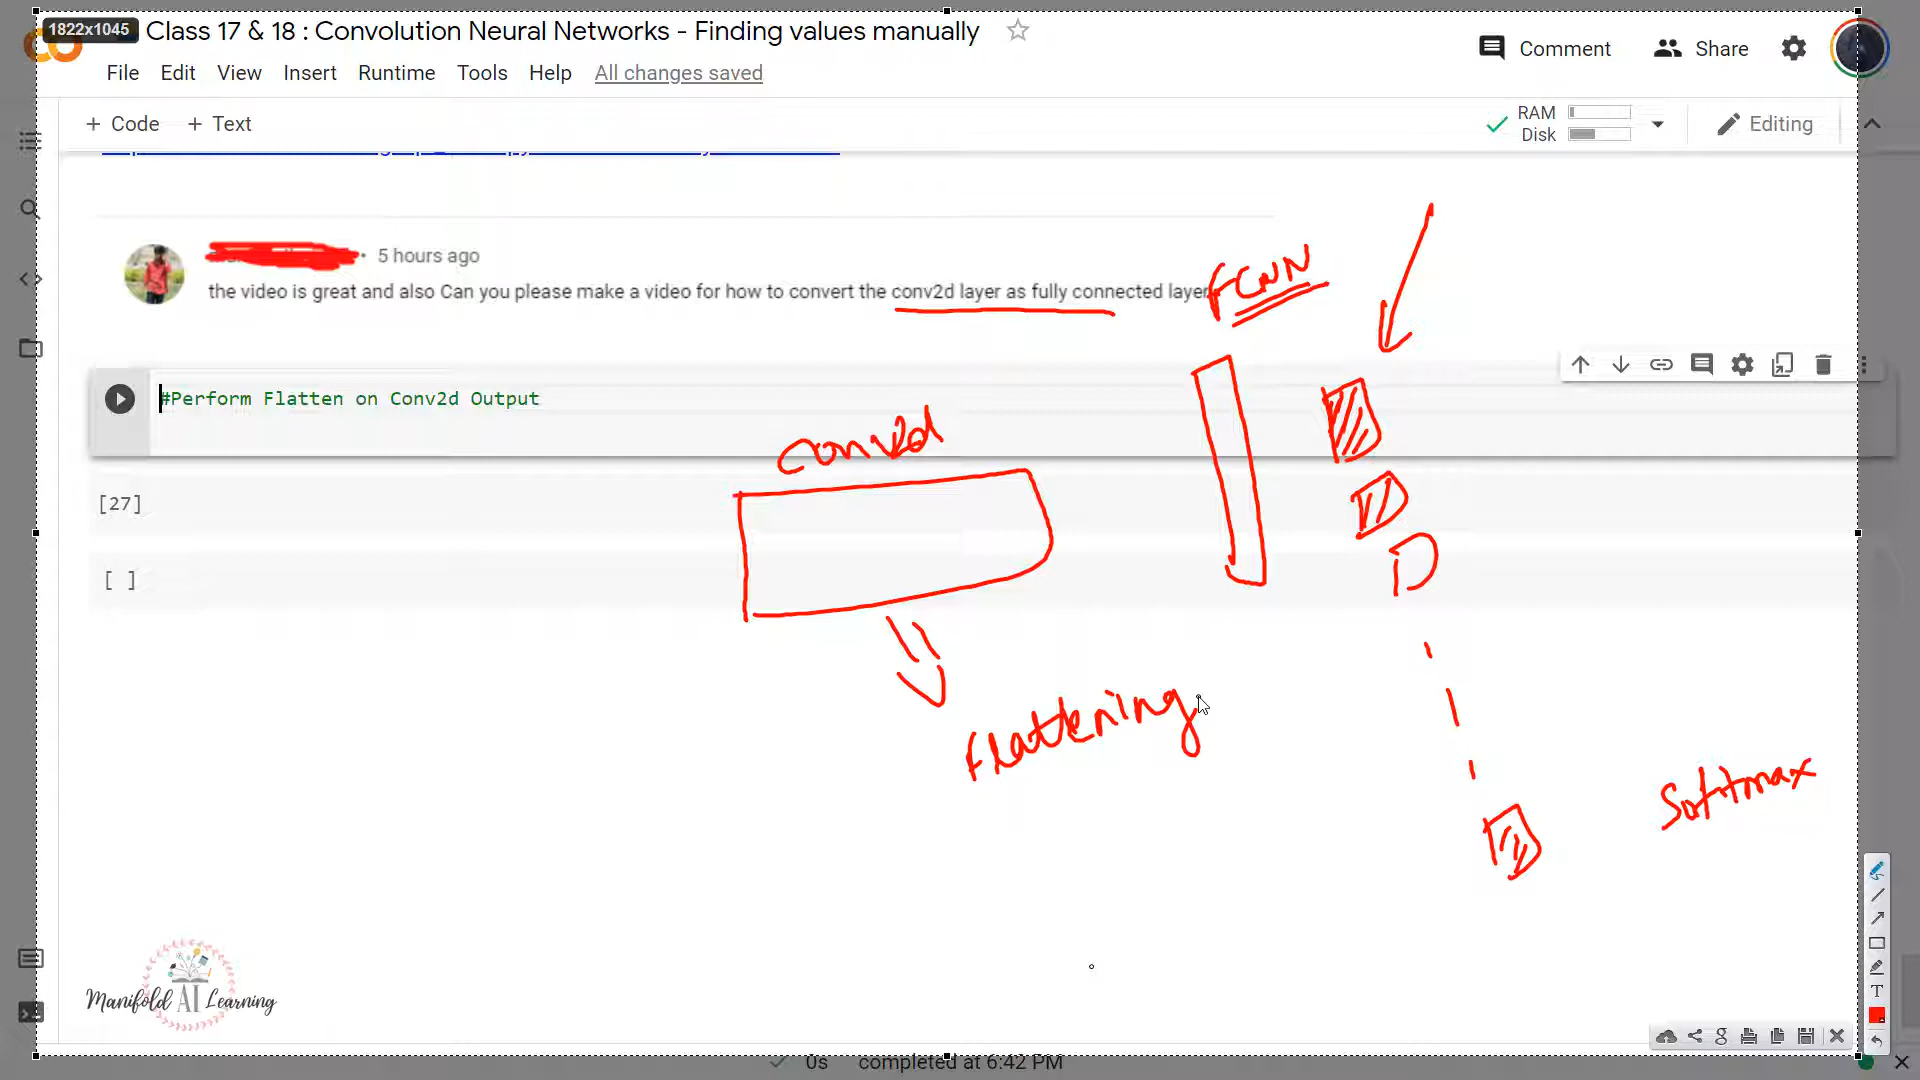 1822x1045
Class 17 & 18 : Convolution Neural Networks - Finding values manually
Comment
Share
File Edit View Insert Runtime Tools Help All changes saved
+ Code + Text
RAM
Disk
Editing
5 hours ago
the video is great and also Can you please make a video for how to convert the conv2d layer as fully connected layer
FCNN
#Perform Flatten on Conv2d Output
Conv2d
[27]
[ ]
Flattening
Softmax
Manifold AI Learning
T
0s completed at 6:42 PM